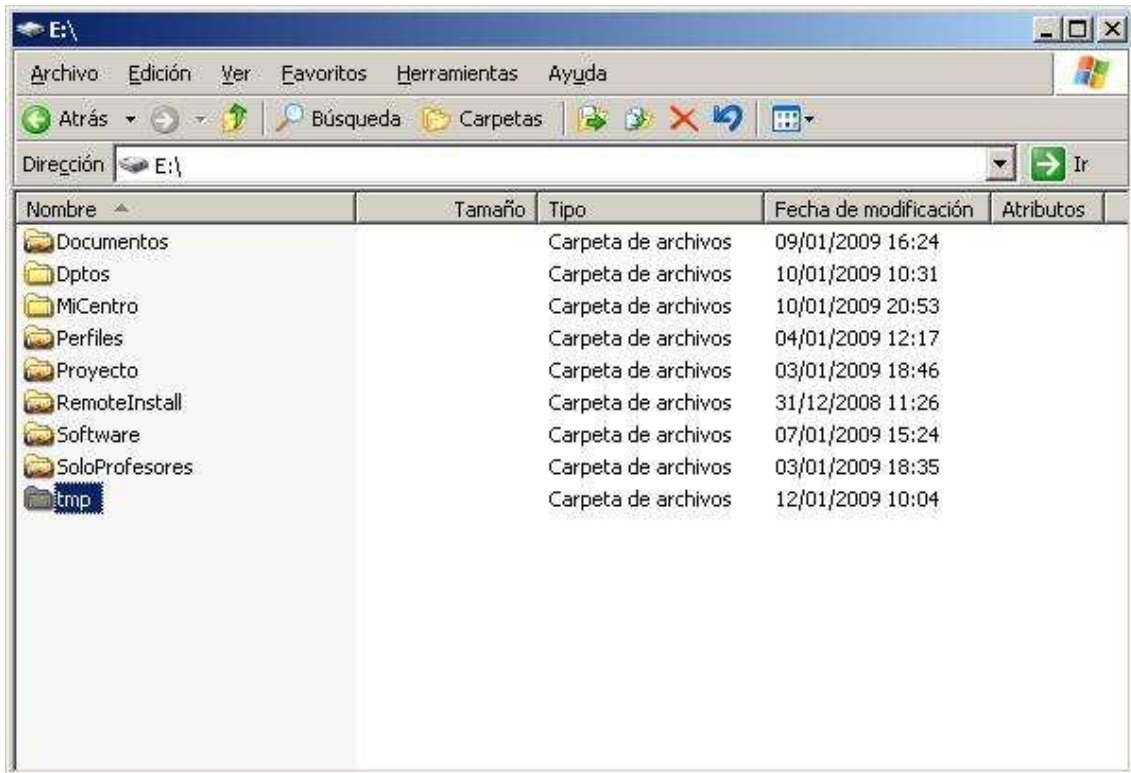 E:\
Archivo Edición Ver Favoritos Herramientas Ayuda
Atrás Búsqueda Carpetas
Dirección E:\ Ir
Nombre Tamaño Tipo Fecha de modificación Atributos
Documentos Carpeta de archivos 09/01/2009 16:24
Dptos Carpeta de archivos 10/01/2009 10:31
MiCentro Carpeta de archivos 10/01/2009 20:53
Perfiles Carpeta de archivos 04/01/2009 12:17
Proyecto Carpeta de archivos 03/01/2009 18:46
RemoteInstall Carpeta de archivos 31/12/2008 11:26
Software Carpeta de archivos 07/01/2009 15:24
SoloProfesores Carpeta de archivos 03/01/2009 18:35
tmp Carpeta de archivos 12/01/2009 10:04